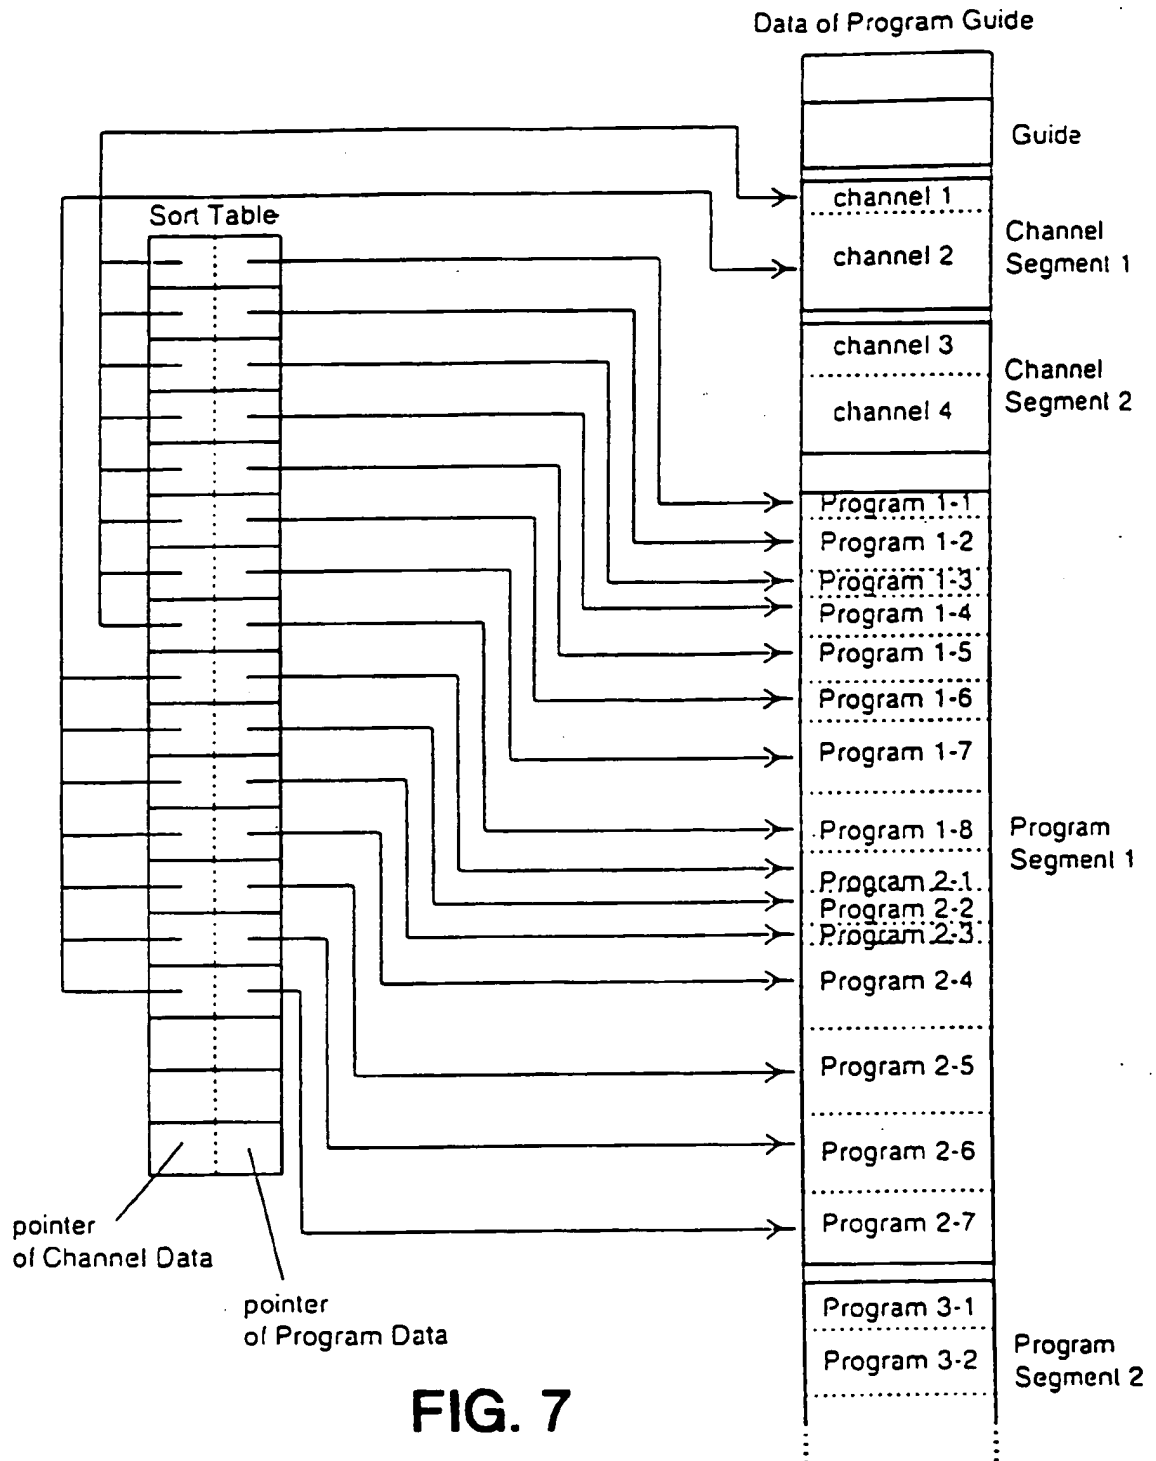 Data of Program Guide
Guide
channel 1
channel 2
Channel
Segment 1
channel 3
channel 4
Channel
Segment 2
Sort Table
Program 1-1
Program 1-2
Program 1-3
Program 1-4
Program 1-5
Program 1-6
Program 1-7
Program 1-8
Program 2-1
Program 2-2
Program 2-3
Program 2-4
Program 2-5
Program 2-6
Program 2-7
Program
Segment 1
Program 3-1
Program 3-2
Program
Segment 2
pointer
of Channel Data
pointer
of Program Data
FIG. 7